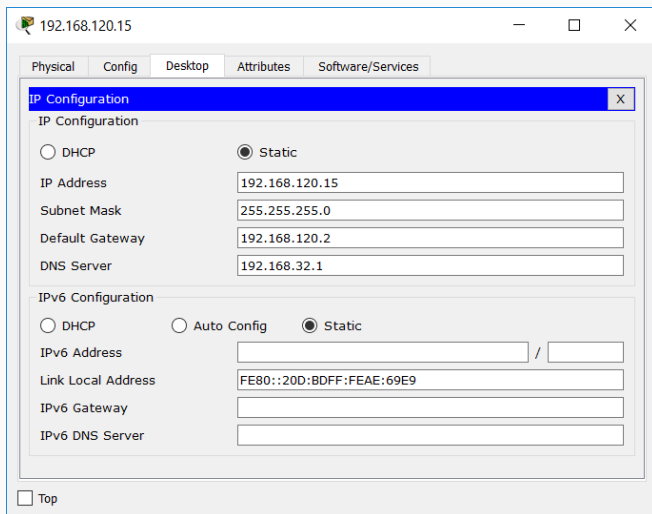 192.168.120.15
Physical Config Desktop Attributes Software/Services
IP Configuration X
IP Configuration
DHCP Static
IP Address 192.168.120.15
Subnet Mask 255.255.255.0
Default Gateway 192.168.120.2
DNS Server 192.168.32.1
IPv6 Configuration
DHCP Auto Config Static
IPv6 Address /
Link Local Address FE80::20D:BDFF:FEAE:69E9
IPv6 Gateway
IPv6 DNS Server
Top